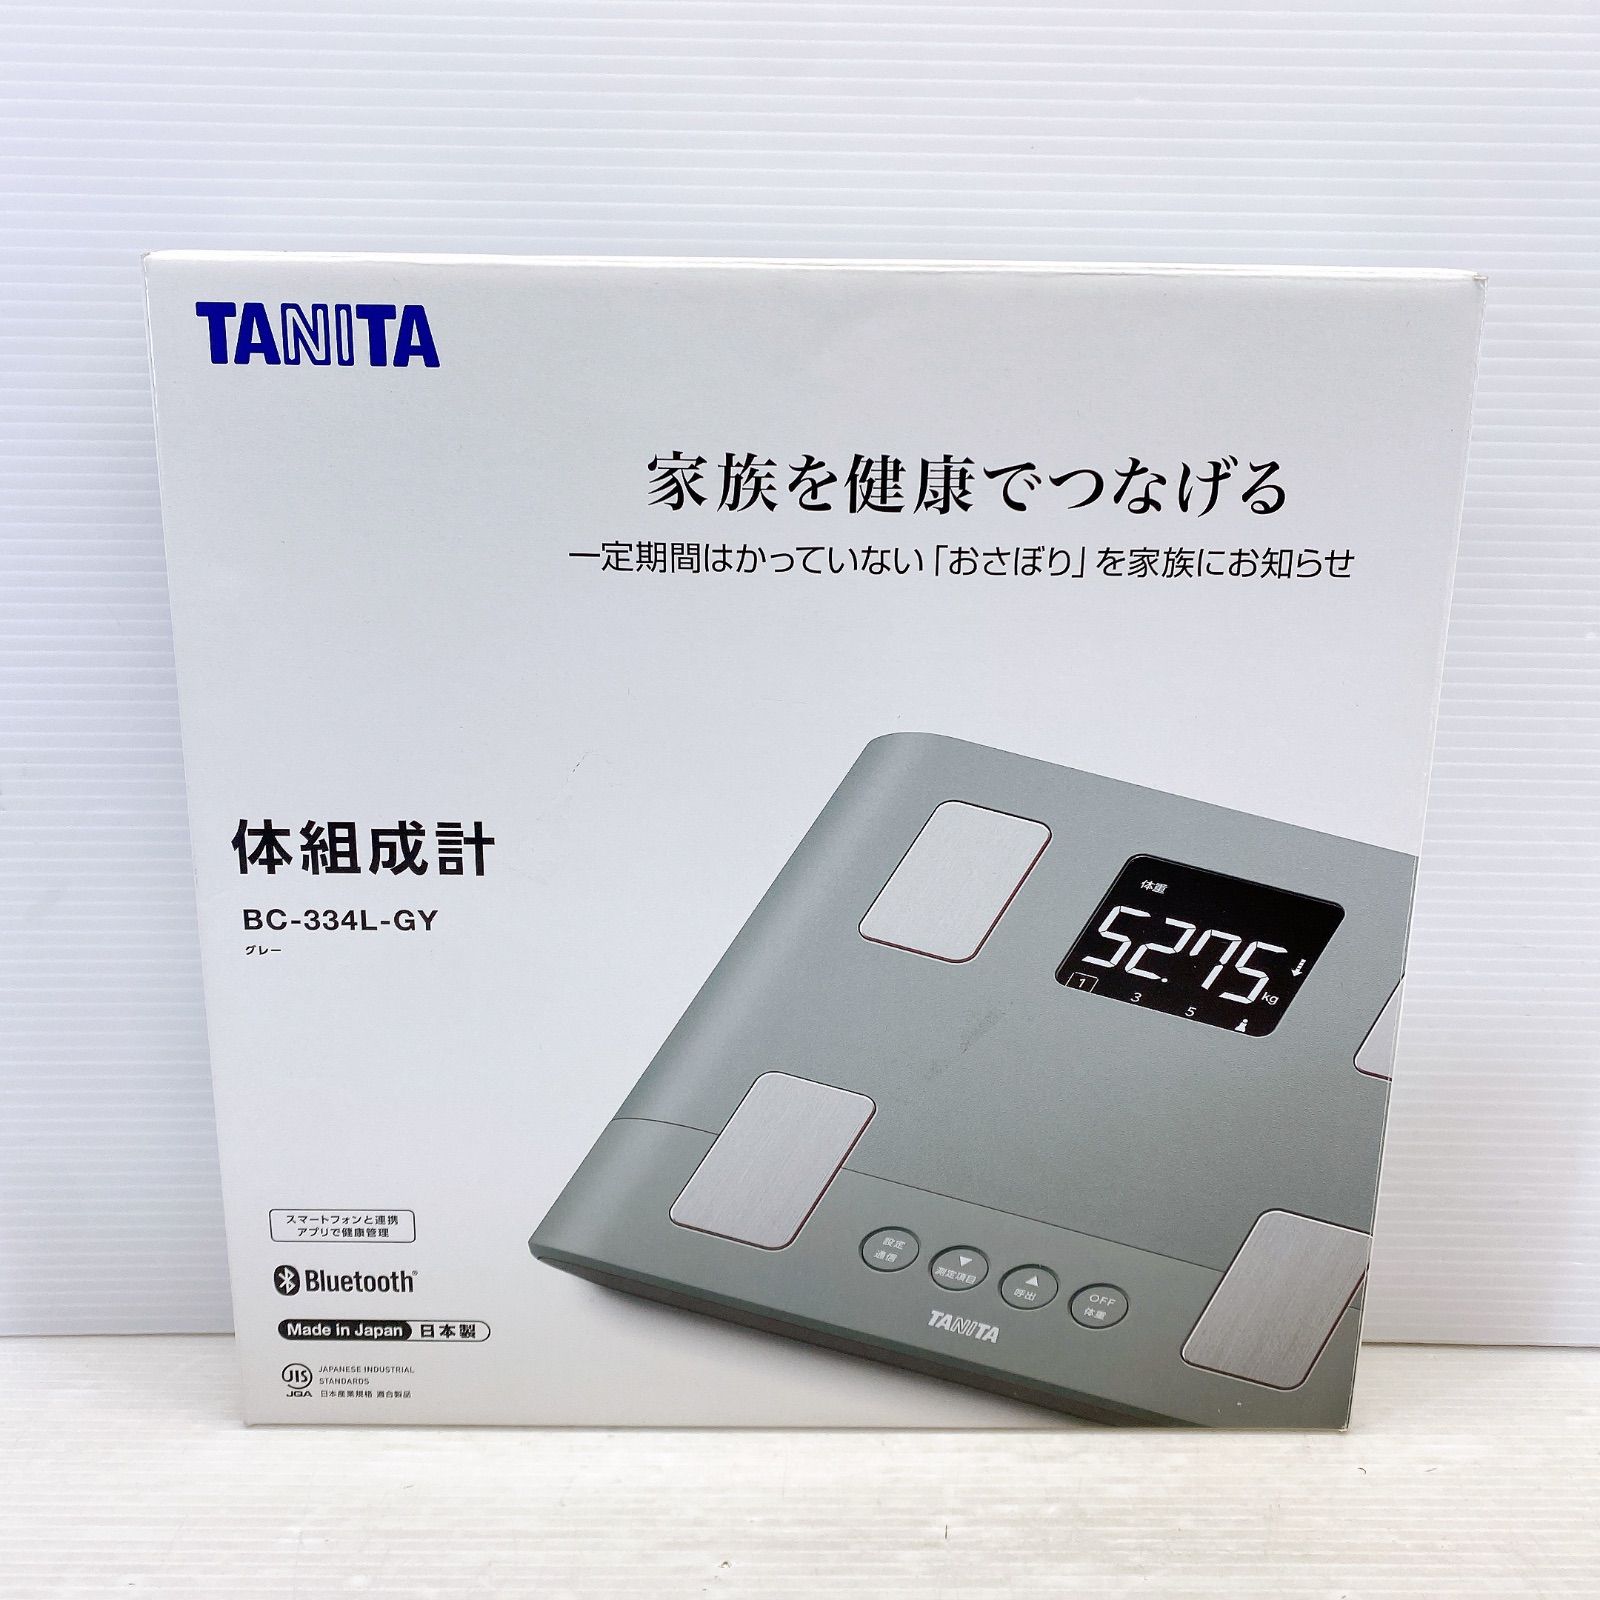 TANITA
家族を健康でつなげる
一定期間はかっていない「おさぼり」を家族にお知らせ
体組成計
BC-334L-GY
グレー
体重
52.75
kg
1 3 5
設定
通信
▼
測定項目
▲
呼出
OFF
体重
TANITA
スマートフォンと連携
アプリで健康管理
Bluetooth®
Made in Japan 日本製
JIS JAPANESE INDUSTRIAL
STANDARDS
JQA 日本産業規格 適合製品